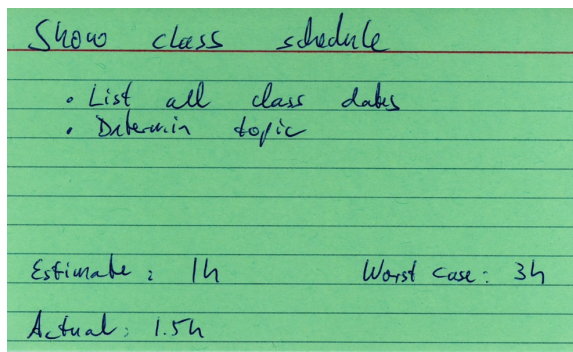 Show class schedule
• List all class dates
• Determin topic
Estimate: 1h Worst case: 3h
Actual: 1.5h